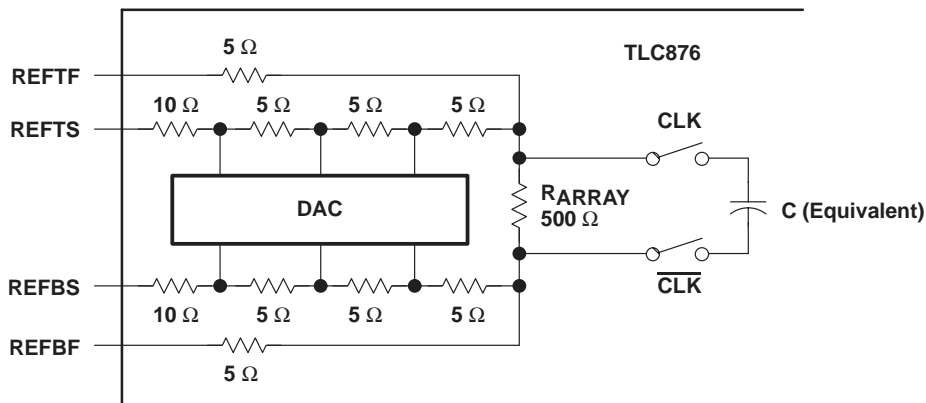 TLC876
5 Ω
REFTF
10 Ω 5 Ω 5 Ω 5 Ω
REFTS
CLK
RARRAY
500 Ω
DAC
C (Equivalent)
CLK
REFBS
10 Ω 5 Ω 5 Ω 5 Ω
REFBF
5 Ω